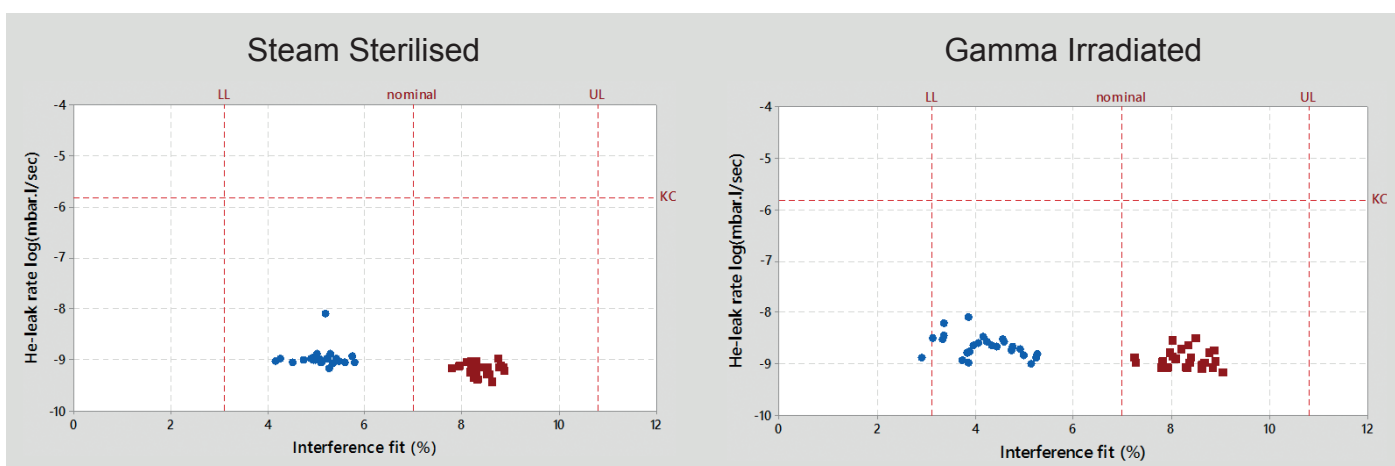 Steam Sterilised
LL nominal UL
-4
-5
-6
-7
-8
-9
-10
KC
He-leak rate log(mbar.l/sec)
0 2 4 6 8 10 12
Interference fit (%)
Gamma Irradiated
LL nominal UL
-4
-5
-6
-7
-8
-9
-10
KC
He-leak rate log(mbar.l/sec)
0 2 4 6 8 10 12
Interference fit (%)